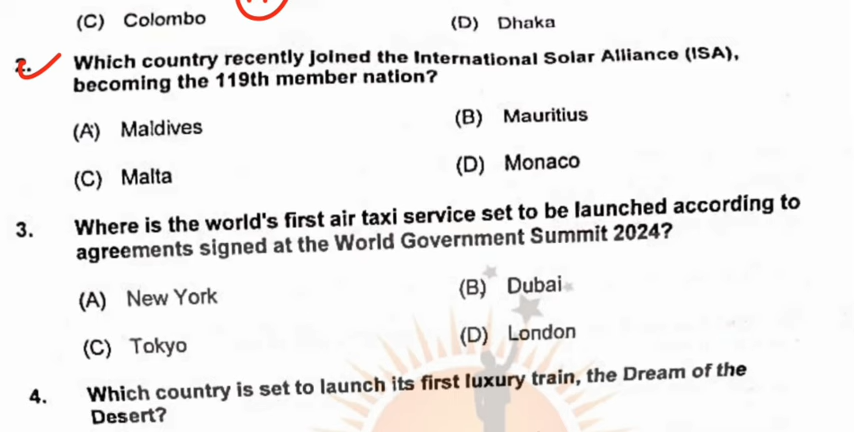 (C) Colombo (D) Dhaka
2. Which country recently joined the International Solar Alliance (ISA),
becoming the 119th member nation?
(A) Maldives (B) Mauritius
(C) Malta (D) Monaco
3. Where is the world's first air taxi service set to be launched according to
agreements signed at the World Government Summit 2024?
(A) New York (B) Dubai
(C) Tokyo (D) London
4. Which country is set to launch its first luxury train, the Dream of the
Desert?